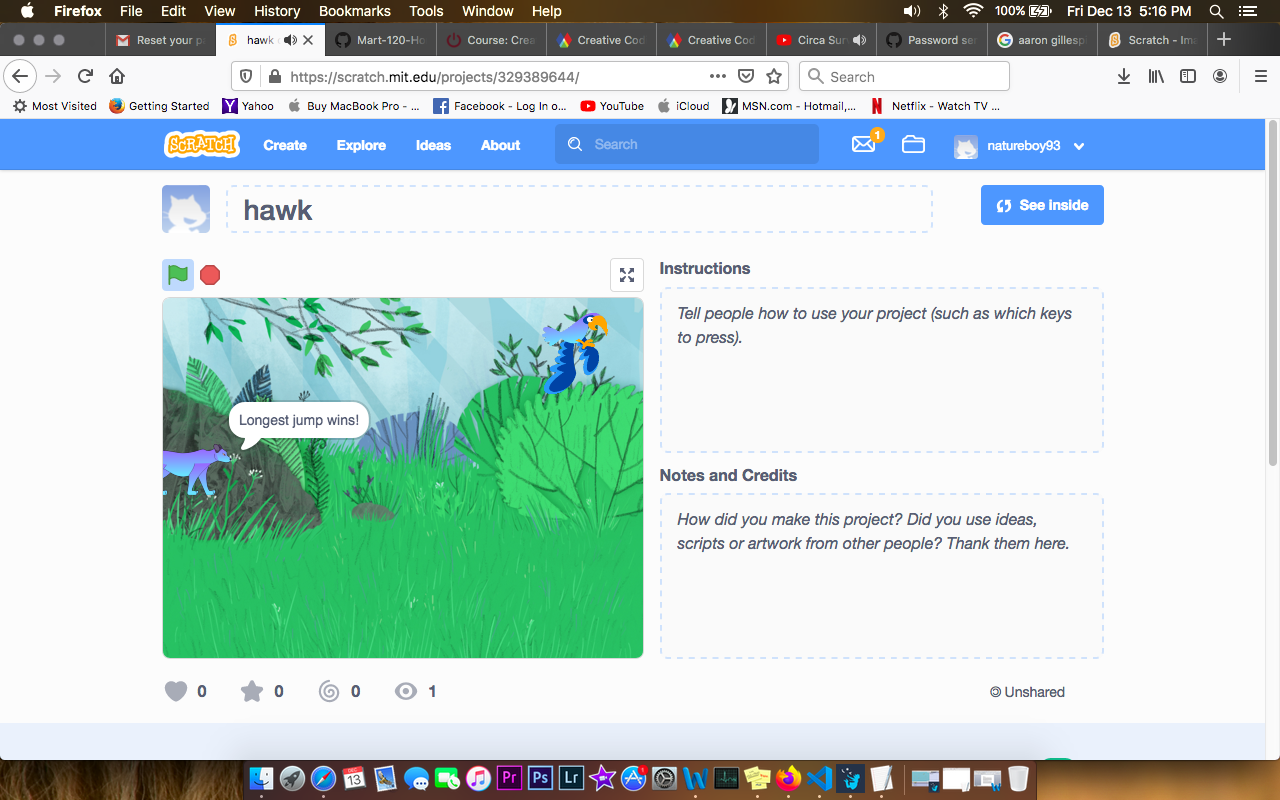 Firefox File Edit View History Bookmarks Tools Window Help 100% Fri Dec 13 5:16 PM
Reset your p hawk Mart-120-Ho Course: Crea Creative Cod Creative Cod Circa Surv Password se aaron gillesp Scratch - Ima
https://scratch.mit.edu/projects/329389644/ Search
Most Visited Getting Started Yahoo Buy MacBook Pro - ... Facebook - Log In o... YouTube iCloud MSN.com - Hotmail,... Netflix - Watch TV ...
SCRATCH Create Explore Ideas About Search 1 natureboy93
hawk See inside
Instructions
Tell people how to use your project (such as which keys
to press).
Longest jump wins!
Notes and Credits
How did you make this project? Did you use ideas,
scripts or artwork from other people? Thank them here.
0 0 0 1 Unshared
DEC 13 Pr Ps Lr 1